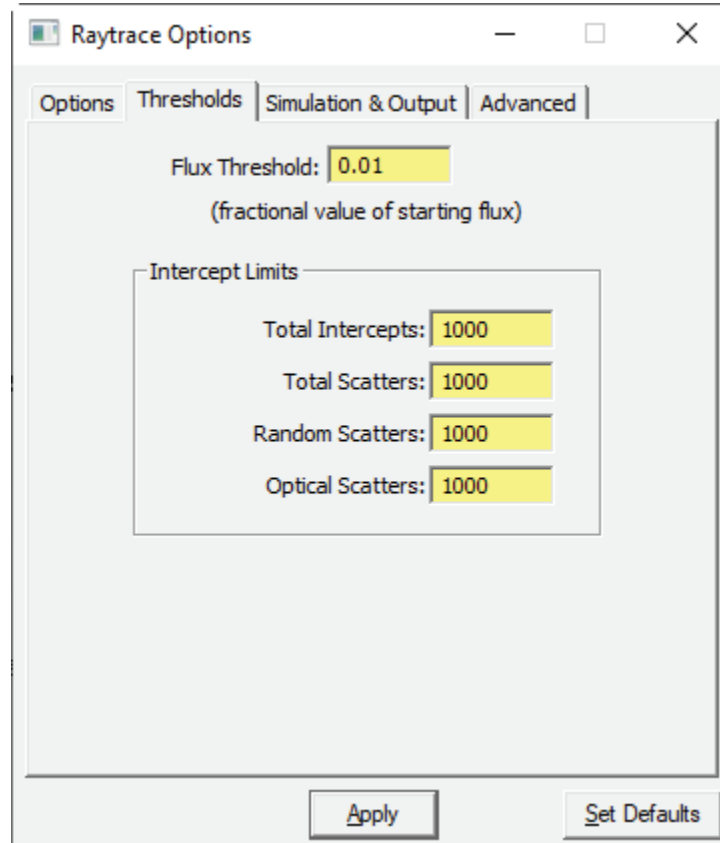 Raytrace Options
Options Thresholds Simulation & Output Advanced
Flux Threshold: 0.01
(fractional value of starting flux)
Intercept Limits
Total Intercepts: 1000
Total Scatters: 1000
Random Scatters: 1000
Optical Scatters: 1000
Apply Set Defaults